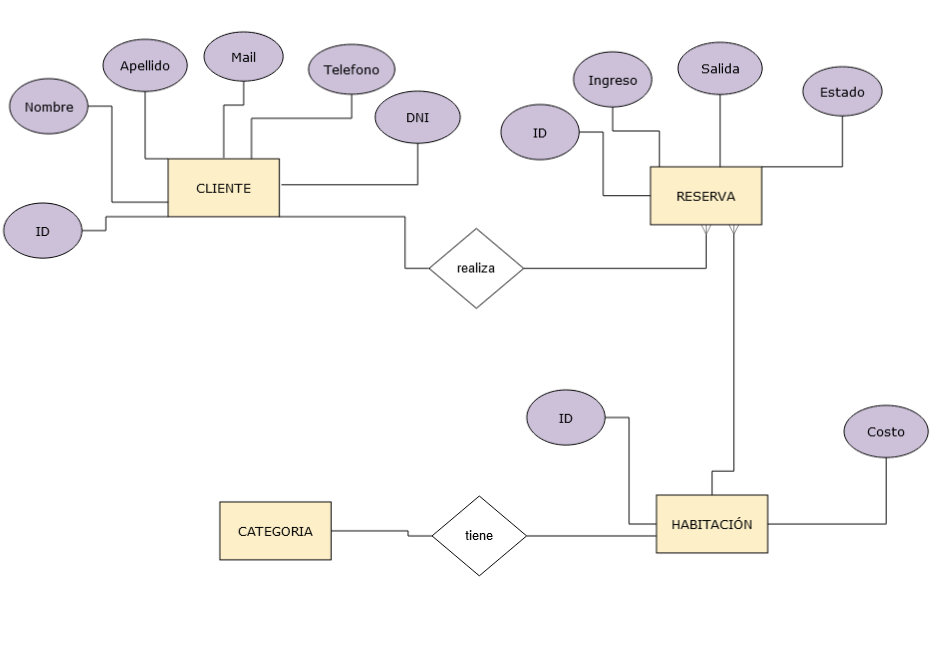 Nombre
Apellido
Mail
Telefono
DNI
CLIENTE
ID
Ingreso
Salida
Estado
ID
RESERVA
realiza
ID
Costo
CATEGORIA
tiene
HABITACIÓN